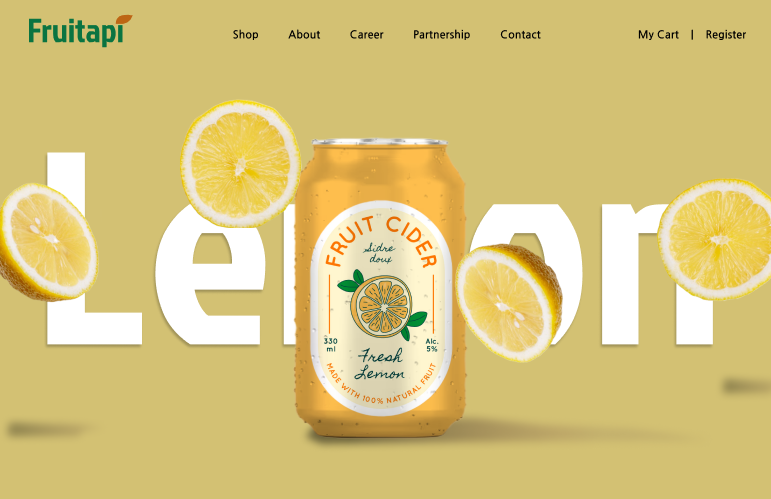 Fruitapi
Shop About Career Partnership Contact
My Cart | Register
Lemon
FRUIT CIDER
Sidre
doux
330
ml
Alc.
5%
Fresh
Lemon
MADE WITH 100% NATURAL FRUIT